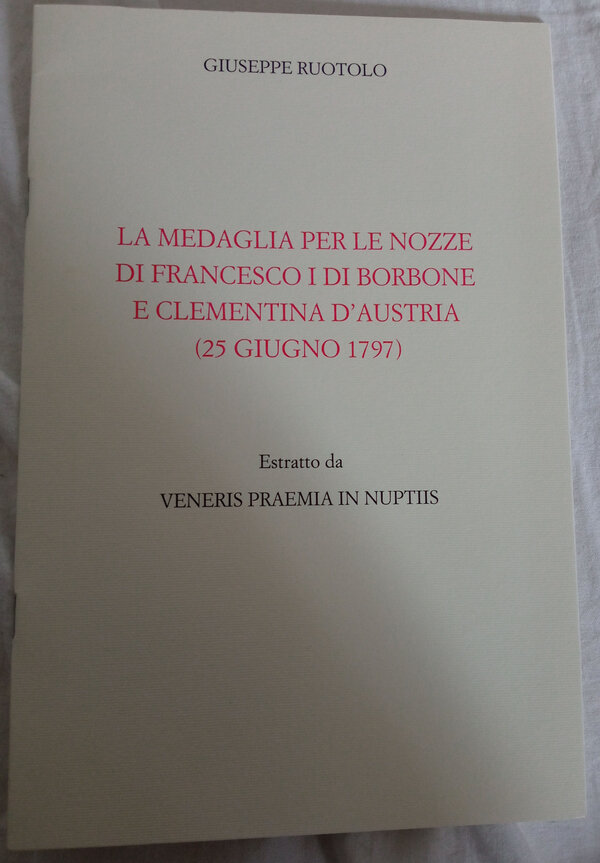 GIUSEPPE RUOTOLO
LA MEDAGLIA PER LE NOZZE
DI FRANCESCO I DI BORBONE
E CLEMENTINA D'AUSTRIA
(25 GIUGNO 1797)
Estratto da
VENERIS PRAEMIA IN NUPTIIS